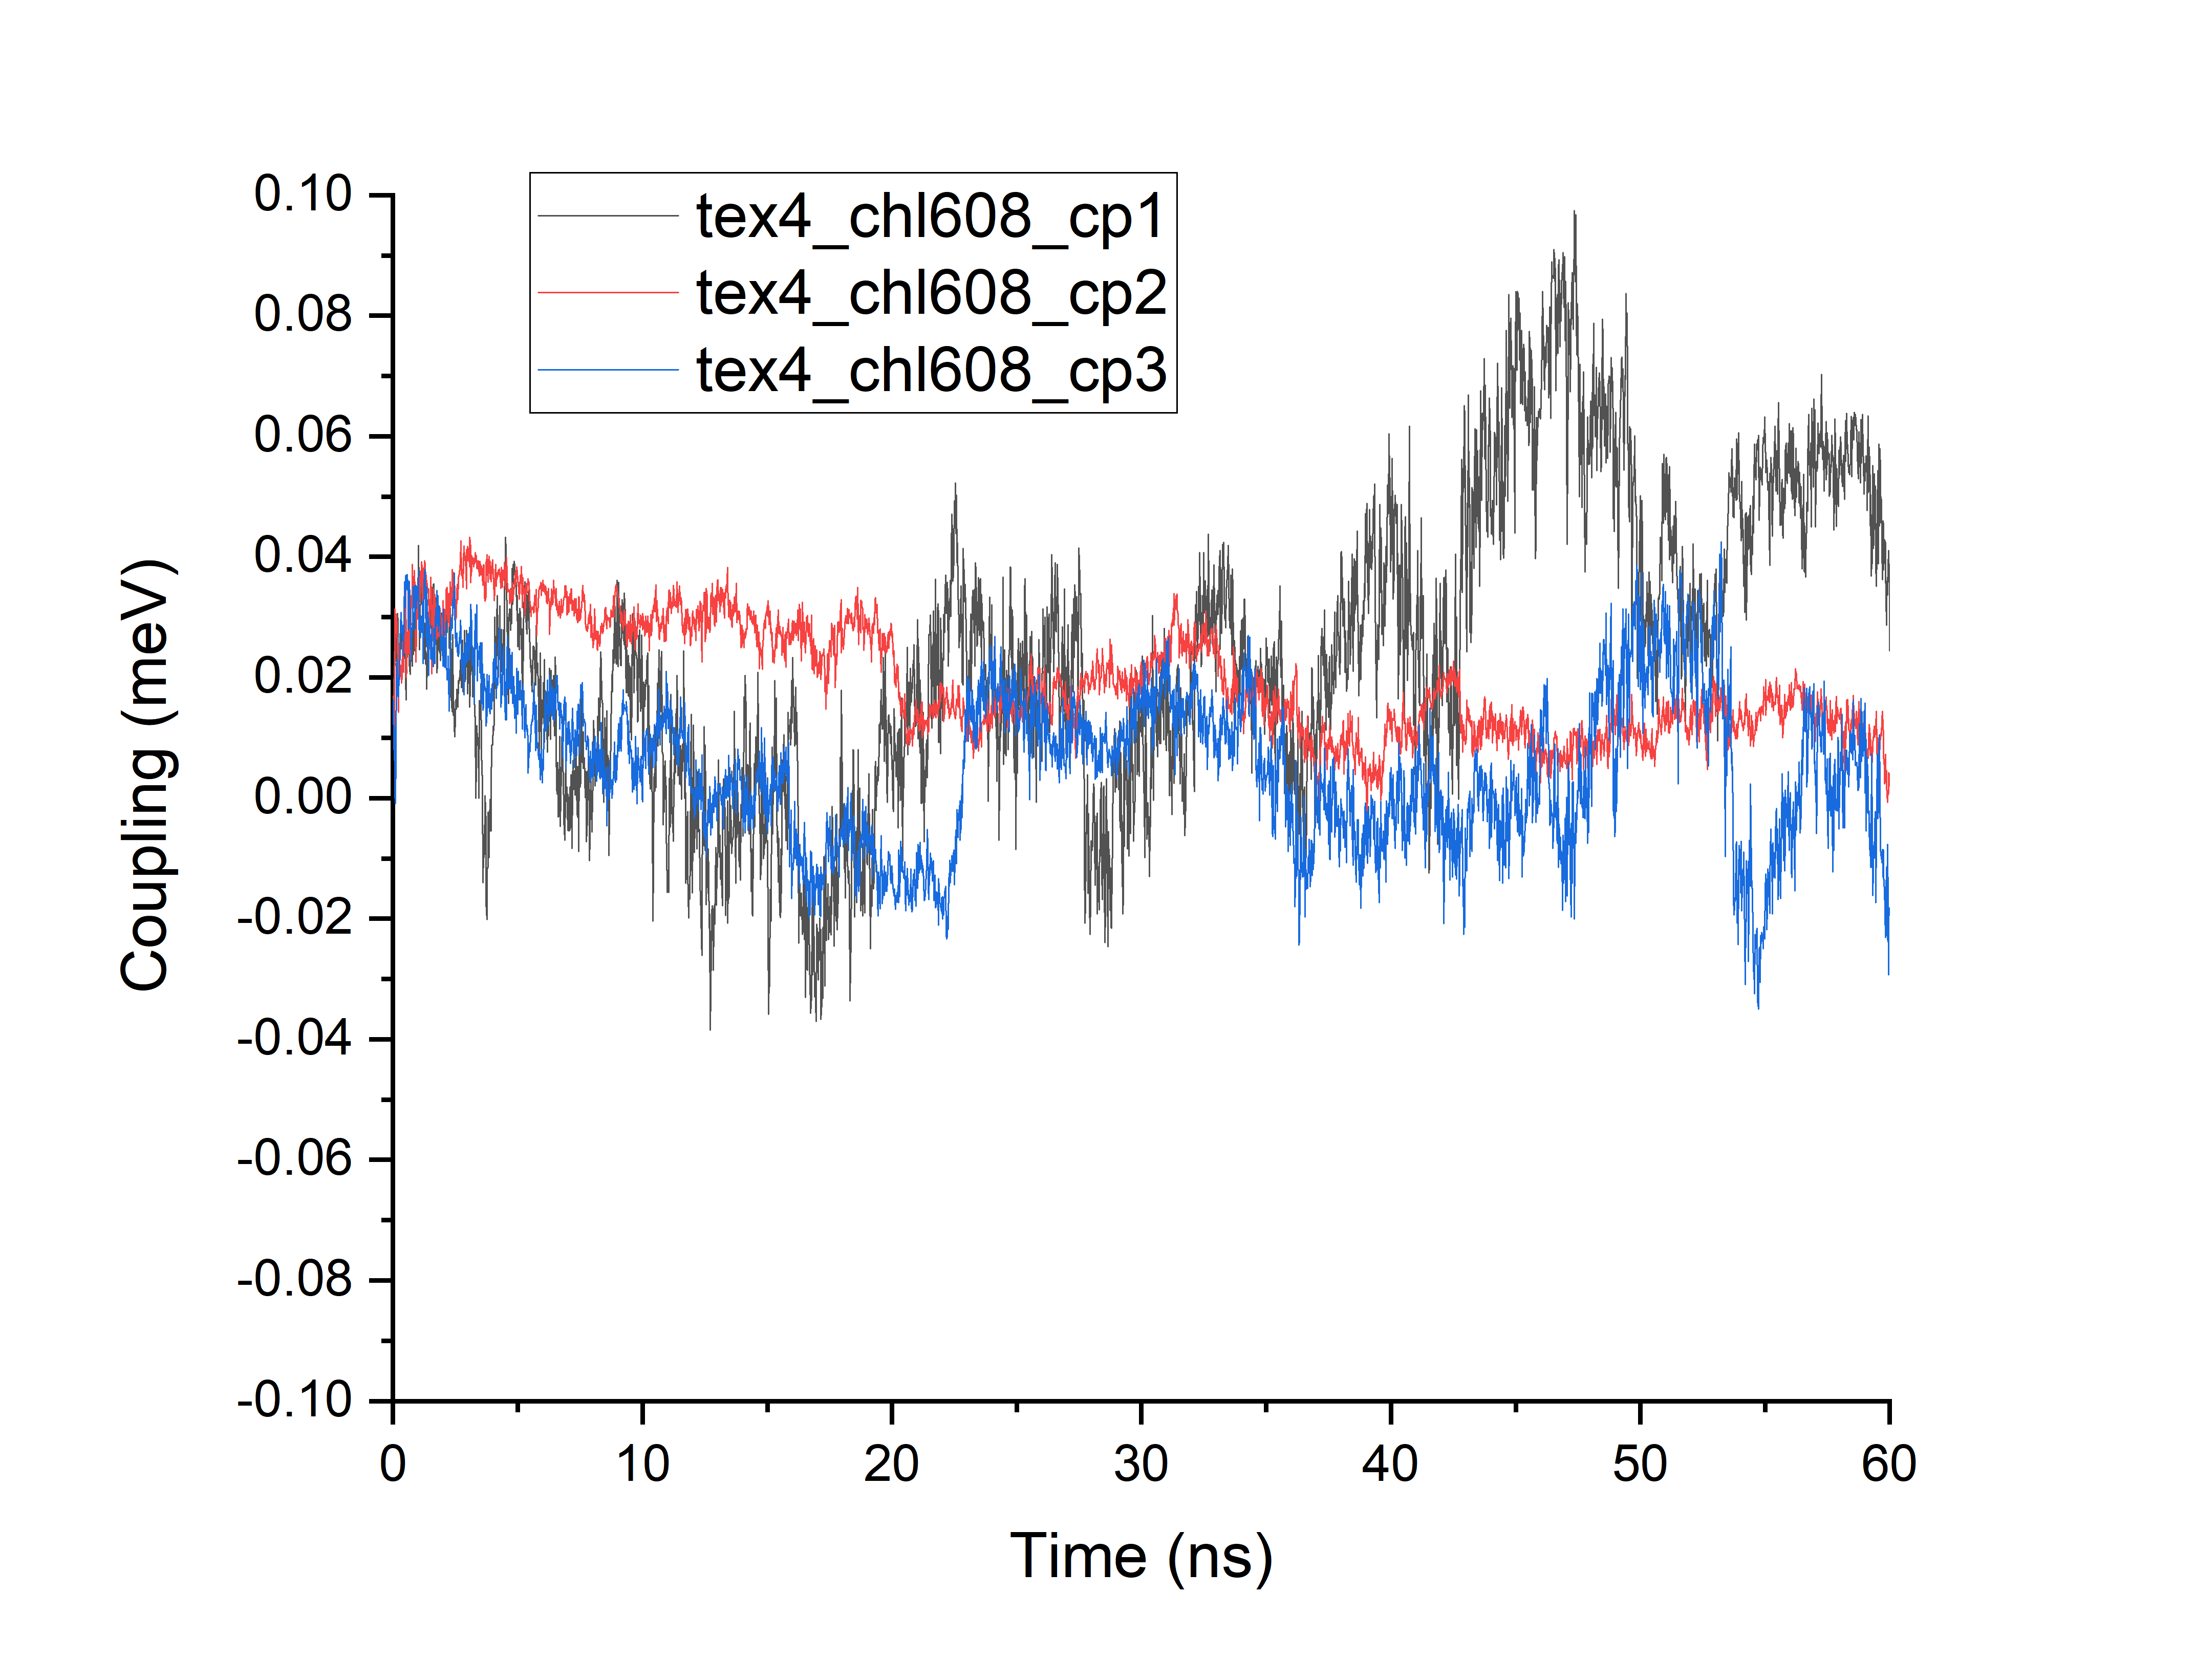 tex4_chl608_cp1
tex4_chl608_cp2
tex4_chl608_cp3
Coupling (meV)
0.10
0.08
0.06
0.04
0.02
0.00
-0.02
-0.04
-0.06
-0.08
-0.10
0 10 20 30 40 50 60
Time (ns)